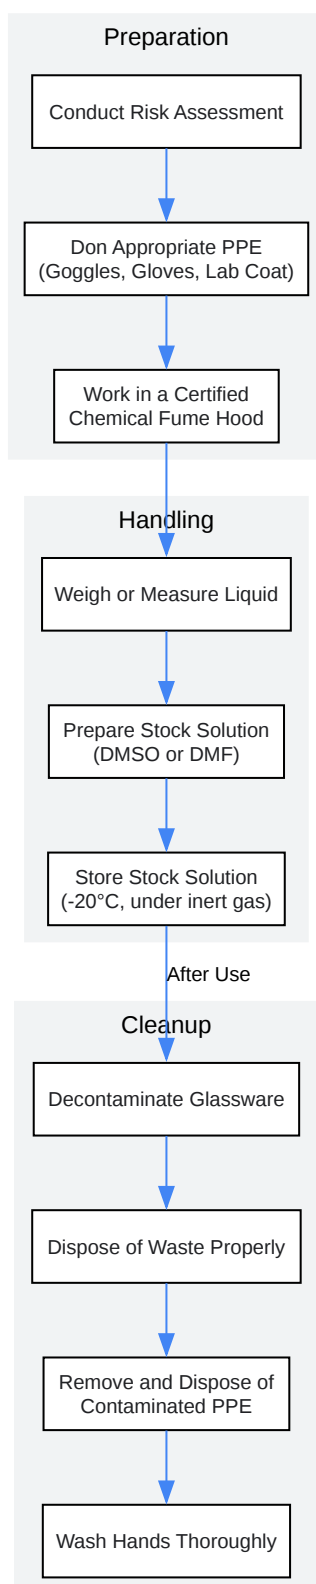 Preparation
Conduct Risk Assessment
Don Appropriate PPE
(Goggles, Gloves, Lab Coat)
Work in a Certified
Chemical Fume Hood
Handling
Weigh or Measure Liquid
Prepare Stock Solution
(DMSO or DMF)
Store Stock Solution
(-20°C, under inert gas)
After Use
Cleanup
Decontaminate Glassware
Dispose of Waste Properly
Remove and Dispose of
Contaminated PPE
Wash Hands Thoroughly